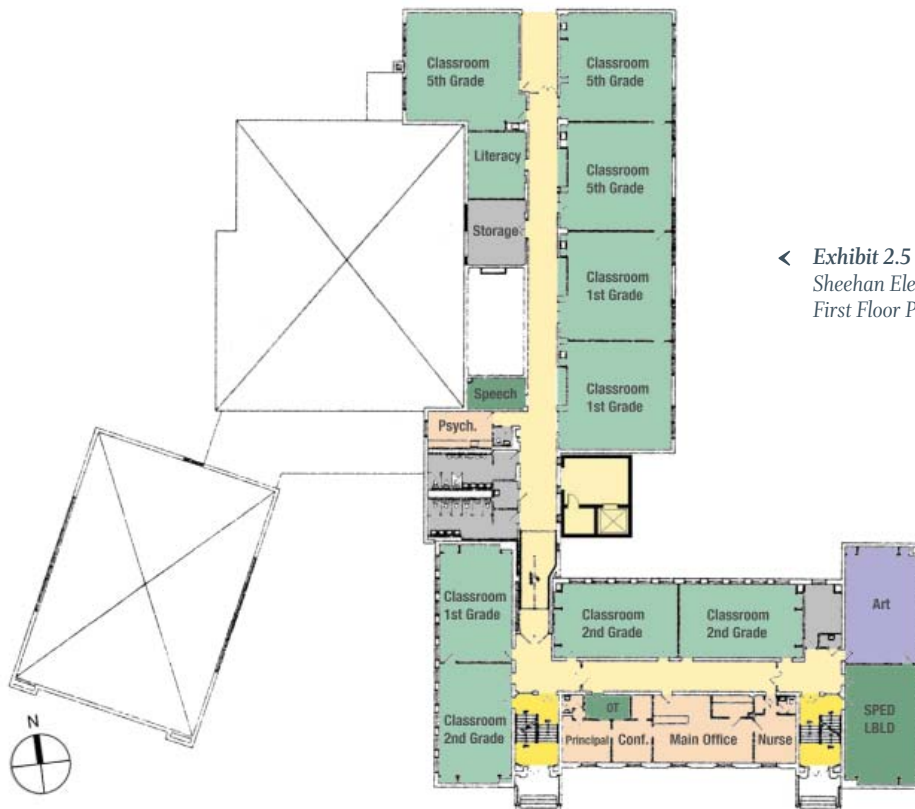 Classroom
5th Grade
Classroom
5th Grade
Literacy
Classroom
5th Grade
Storage
Classroom
1st Grade
< Exhibit 2.5
Sheehan Ele
First Floor P
Classroom
1st Grade
Speech
Psych.
Classroom
1st Grade
Classroom
2nd Grade
Classroom
2nd Grade
Art
Classroom
2nd Grade
OT
Principal
Conf.
Main Office
Nurse
SPED
LBLD
N